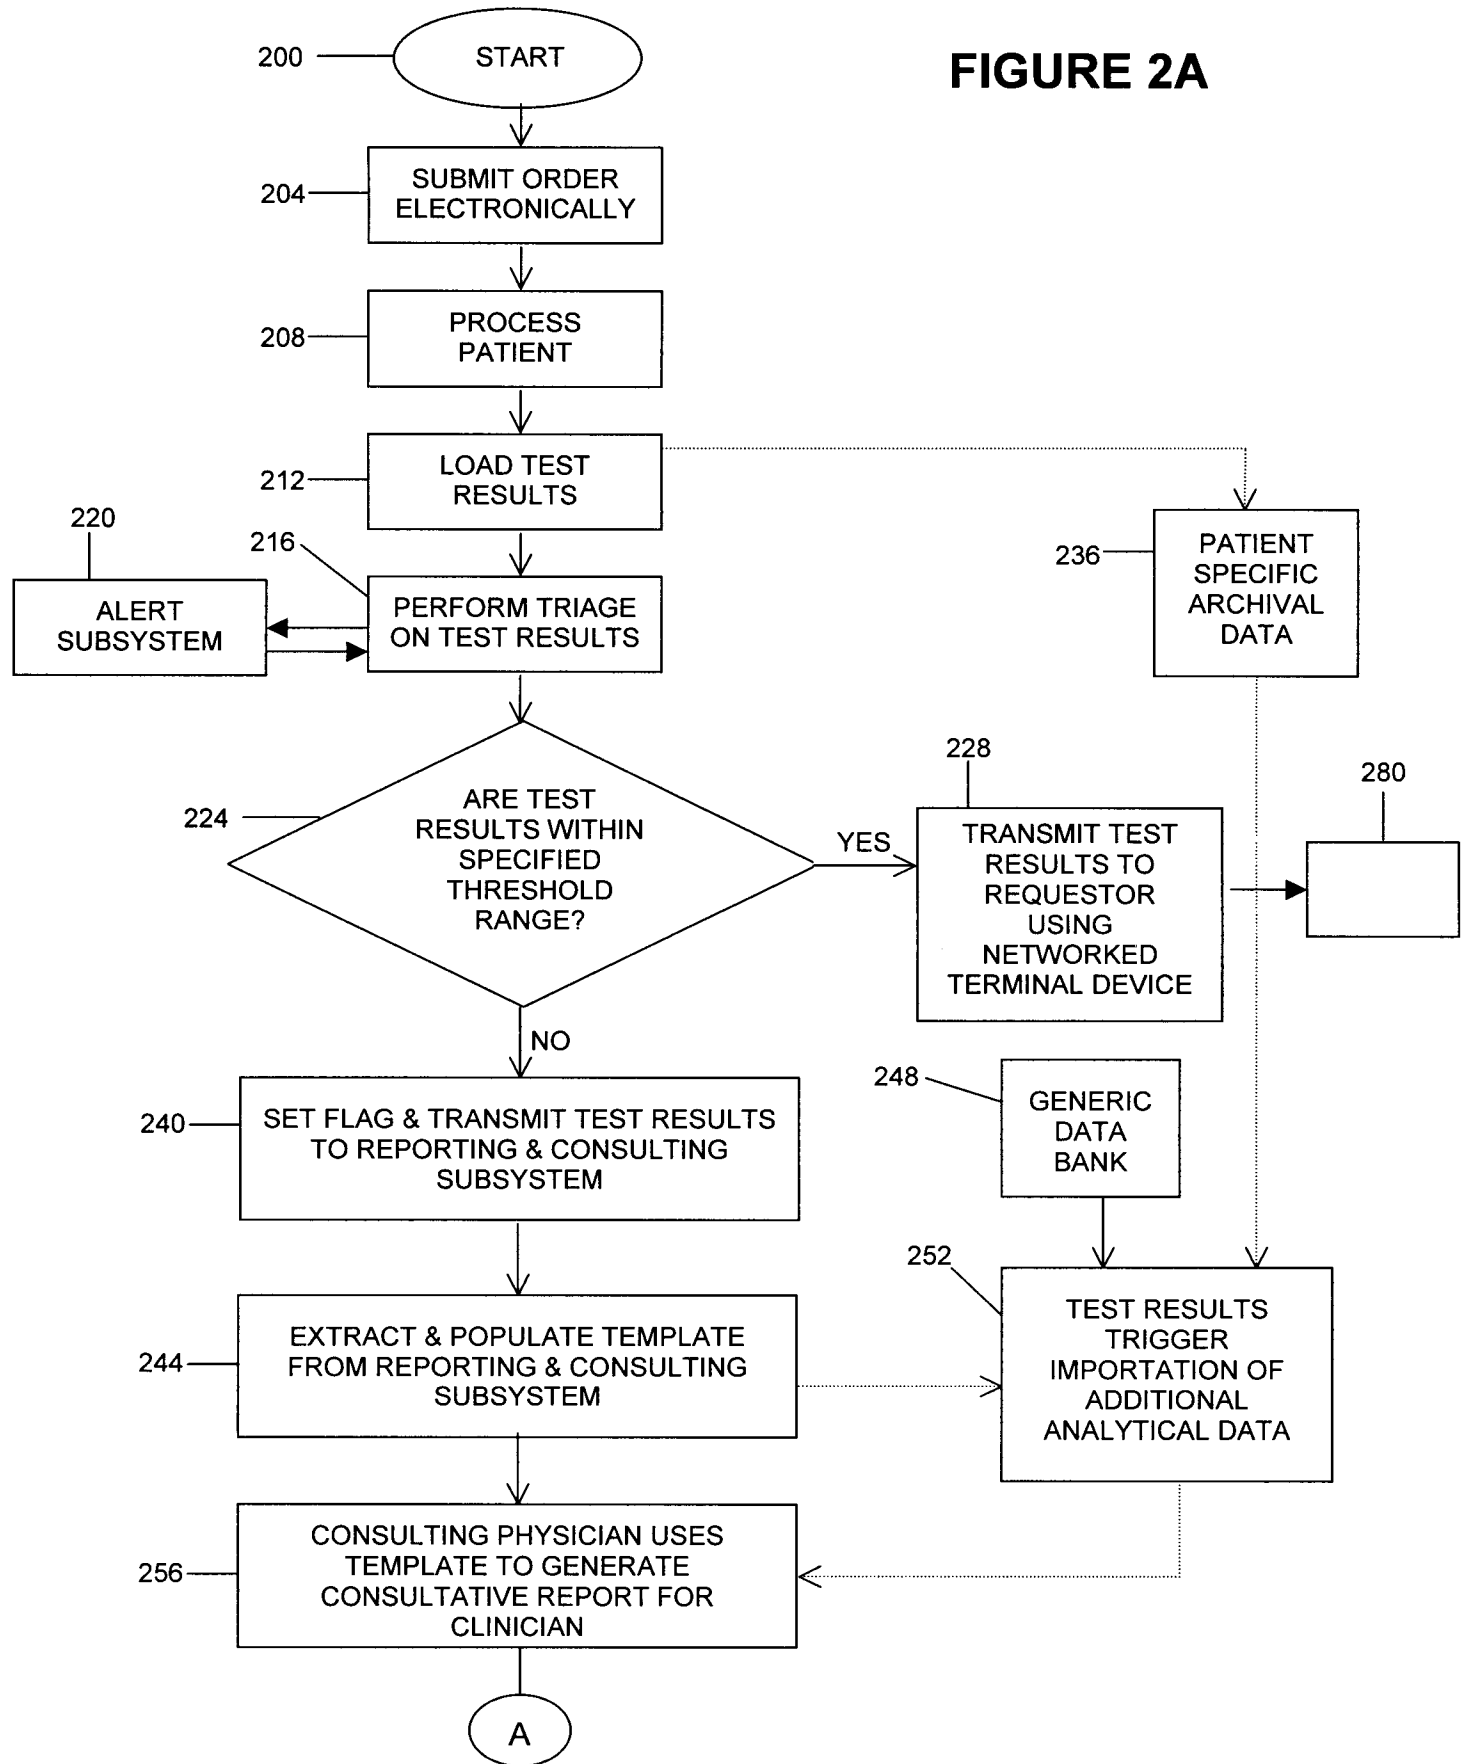 FIGURE 2A
200
START
204
SUBMIT ORDER
ELECTRONICALLY
208
PROCESS
PATIENT
212
LOAD TEST
RESULTS
220
ALERT
SUBSYSTEM
216
PERFORM TRIAGE
ON TEST RESULTS
236
PATIENT
SPECIFIC
ARCHIVAL
DATA
224
ARE TEST
RESULTS WITHIN
SPECIFIED
THRESHOLD
RANGE?
YES
228
TRANSMIT TEST
RESULTS TO
REQUESTOR
USING
NETWORKED
TERMINAL DEVICE
280
NO
240
SET FLAG & TRANSMIT TEST RESULTS
TO REPORTING & CONSULTING
SUBSYSTEM
248
GENERIC
DATA
BANK
244
EXTRACT & POPULATE TEMPLATE
FROM REPORTING & CONSULTING
SUBSYSTEM
252
TEST RESULTS
TRIGGER
IMPORTATION OF
ADDITIONAL
ANALYTICAL DATA
256
CONSULTING PHYSICIAN USES
TEMPLATE TO GENERATE
CONSULTATIVE REPORT FOR
CLINICIAN
A